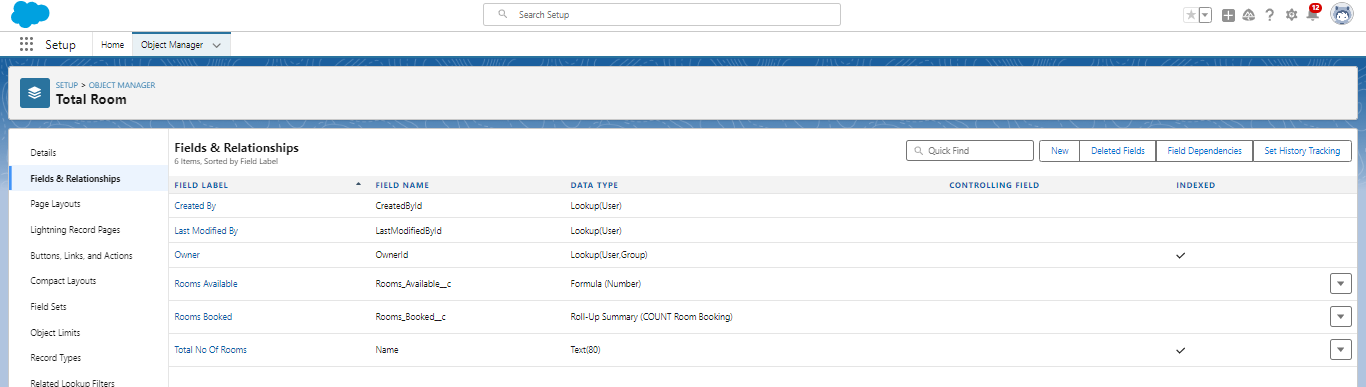 Search Setup
12
Setup Home Object Manager
SETUP > OBJECT MANAGER
Total Room
Details
Fields & Relationships
Page Layouts
Lightning Record Pages
Buttons, Links, and Actions
Compact Layouts
Field Sets
Object Limits
Record Types
Related Lookup Filters
Fields & Relationships
6 Items, Sorted by Field Label
Quick Find New Deleted Fields Field Dependencies Set History Tracking
FIELD LABEL FIELD NAME DATA TYPE CONTROLLING FIELD INDEXED
Created By CreatedById Lookup(User)
Last Modified By LastModifiedById Lookup(User)
Owner OwnerId Lookup(User,Group)
Rooms Available Rooms_Available__c Formula (Number)
Rooms Booked Rooms_Booked__c Roll-Up Summary (COUNT Room Booking)
Total No Of Rooms Name Text(80)